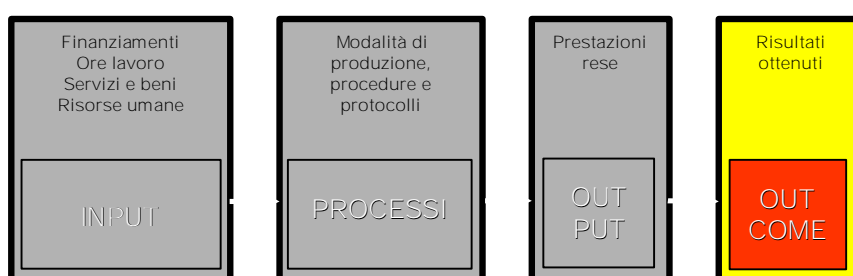 Finanziamenti
Ore lavoro
Servizi e beni
Risorse umane
INPUT
Modalità di
produzione,
procedure e
protocolli
PROCESSI
Prestazioni
rese
OUT
PUT
Risultati
ottenuti
OUT
COME